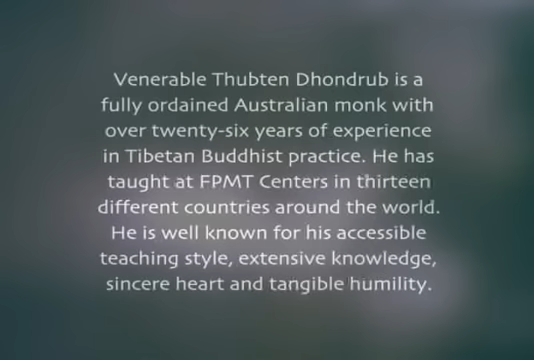 Venerable Thubten Dhondrub is a
fully ordained Australian monk with
over twenty-six years of experience
in Tibetan Buddhist practice. He has
taught at FPMT Centers in thirteen
different countries around the world.
He is well known for his accessible
teaching style, extensive knowledge,
sincere heart and tangible humility.